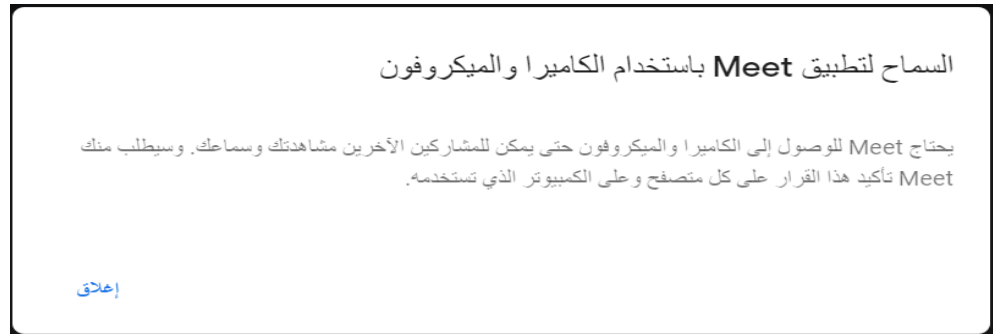 السماح لتطبيق Meet باستخدام الكاميرا والميكروفون
يحتاج Meet للوصول إلى الكاميرا والميكروفون حتى يمكن للمشاركين الآخرين مشاهدتك وسماعك. وسيطلب منك
Meet تأكيد هذا القرار على كل متصفح وعلى الكمبيوتر الذي تستخدمه.
إغلاق